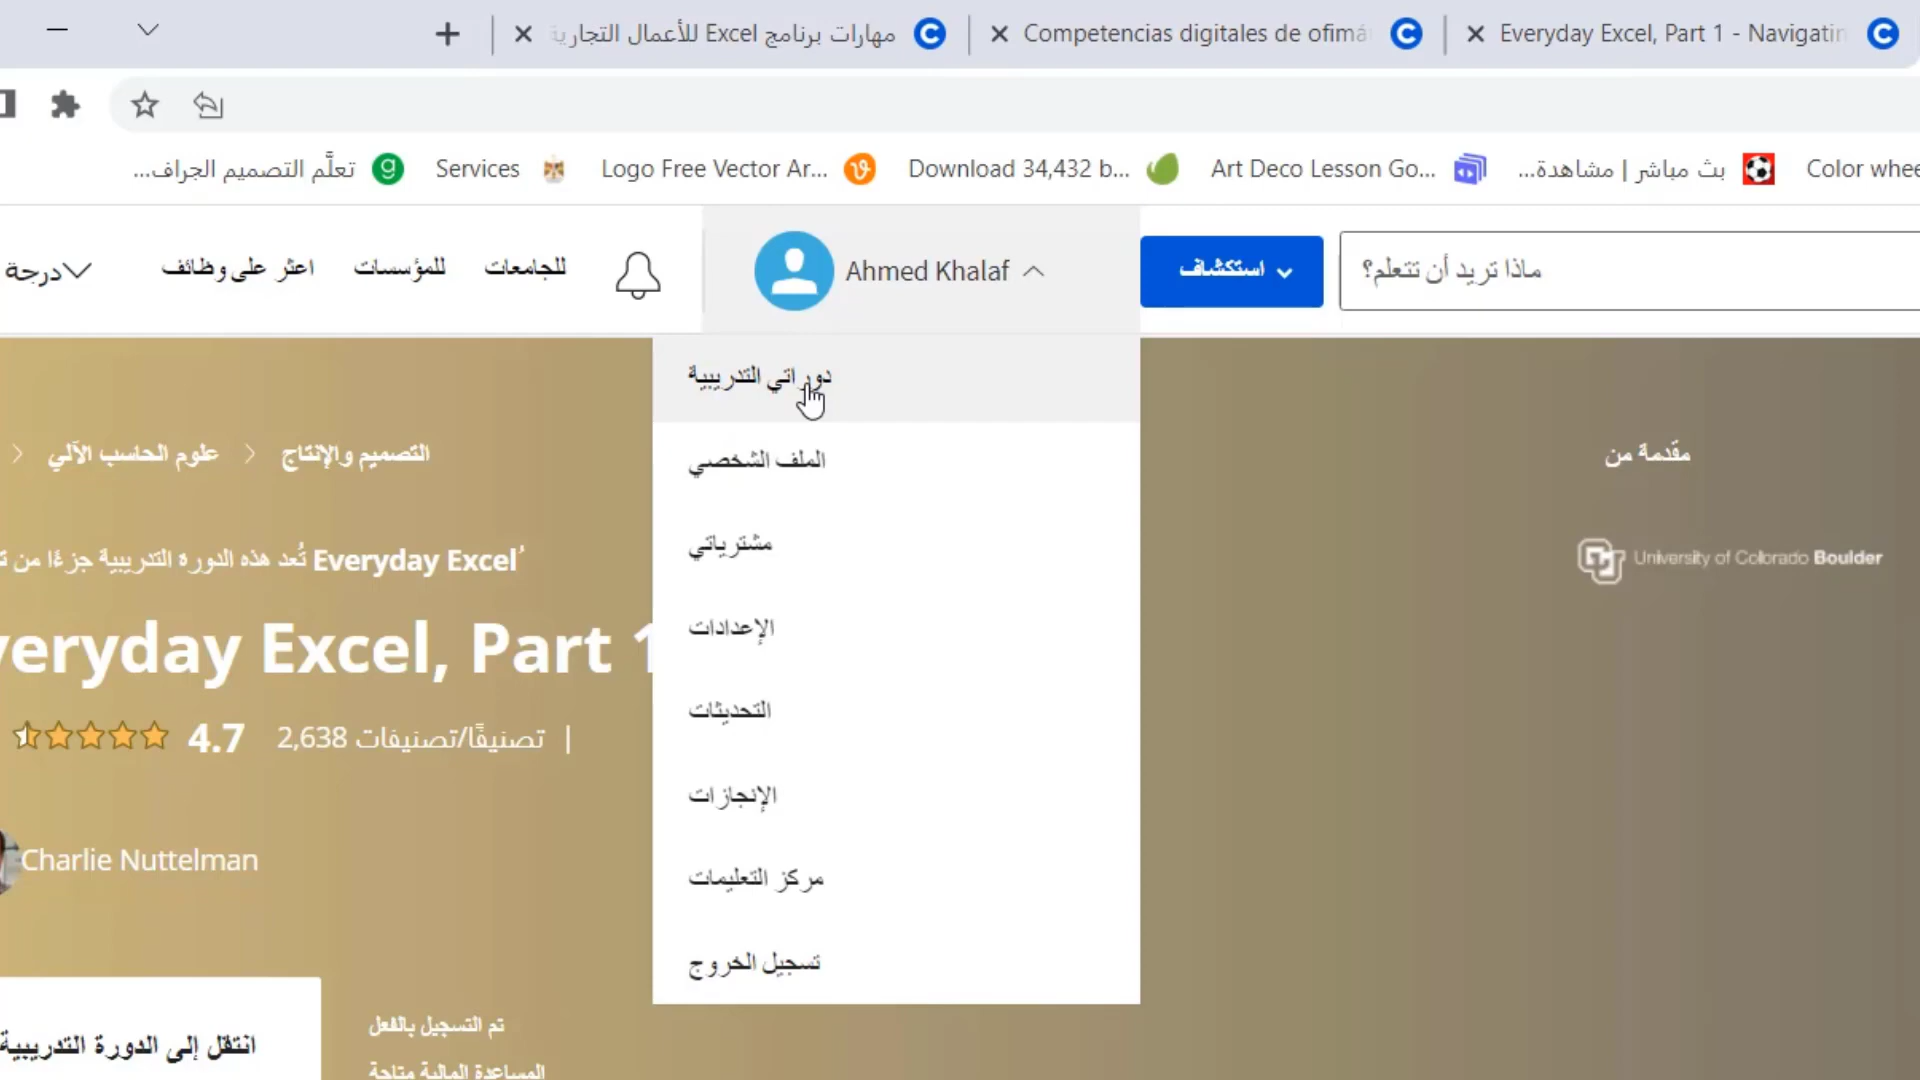 مهارات برنامج Excel للأعمال التجارية
Competencias digitales de ofimá
Everyday Excel, Part 1 - Navigatin
تعلَّم التصميم الجراف...
Services
Logo Free Vector Ar...
Download 34,432 b...
Art Deco Lesson Go...
بث مباشر | مشاهدة...
Color whee
درجة
اعثر على وظائف
للمؤسسات
للجامعات
Ahmed Khalaf
استكشاف
ماذا تريد أن تتعلم؟
دوراتي التدريبية
الملف الشخصي
مشترياتي
الإعدادات
التحديثات
الإنجازات
مركز التعليمات
تسجيل الخروج
التصميم والإنتاج
علوم الحاسب الآلي
مقدمة من
University of Colorado Boulder
تُعد هذه الدورة التدريبية جزءًا من Everyday Excel
veryday Excel, Part 1
4.7
2,638 تصنيفًا/تصنيفات |
Charlie Nuttelman
انتقل إلى الدورة التدريبية
تم التسجيل بالفعل
المساعدة المالية متاحة